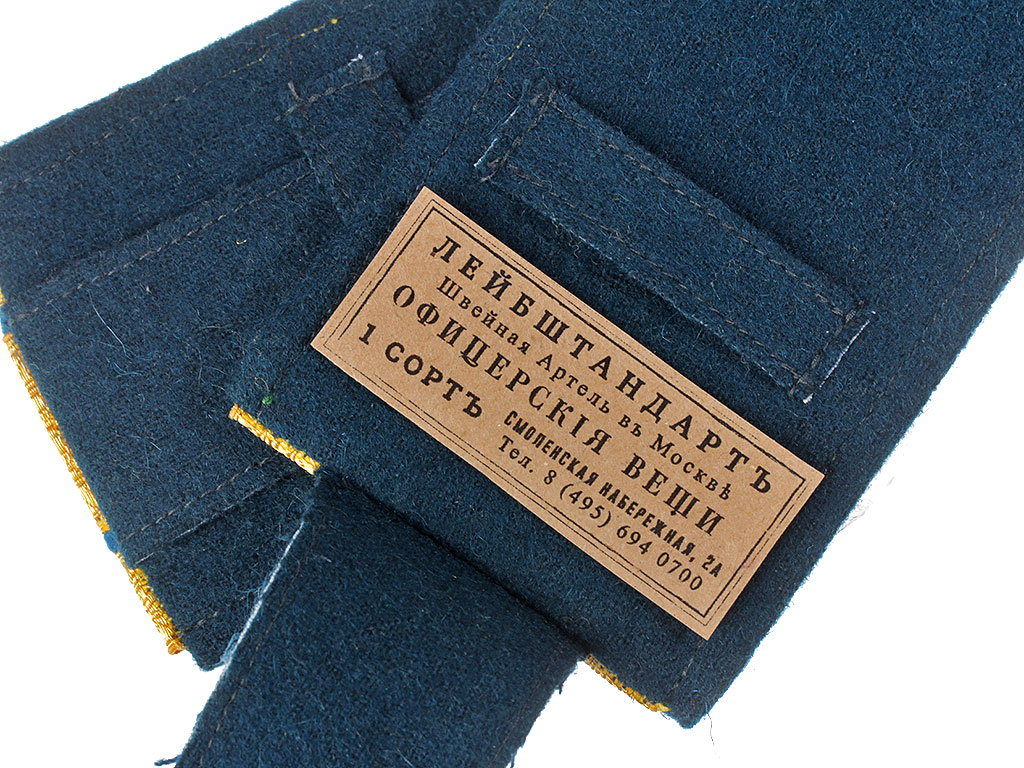 ЛЕЙБШТАНДАРТЪ
Швейная Артель въ Москвѣ
ОФИЦЕРСКІЯ ВЕЩИ
1 СОРТЪ
СМОЛЕНСКАЯ НАБЕРЕЖНАЯ, 2А
Тел. 8 (495) 694 0700